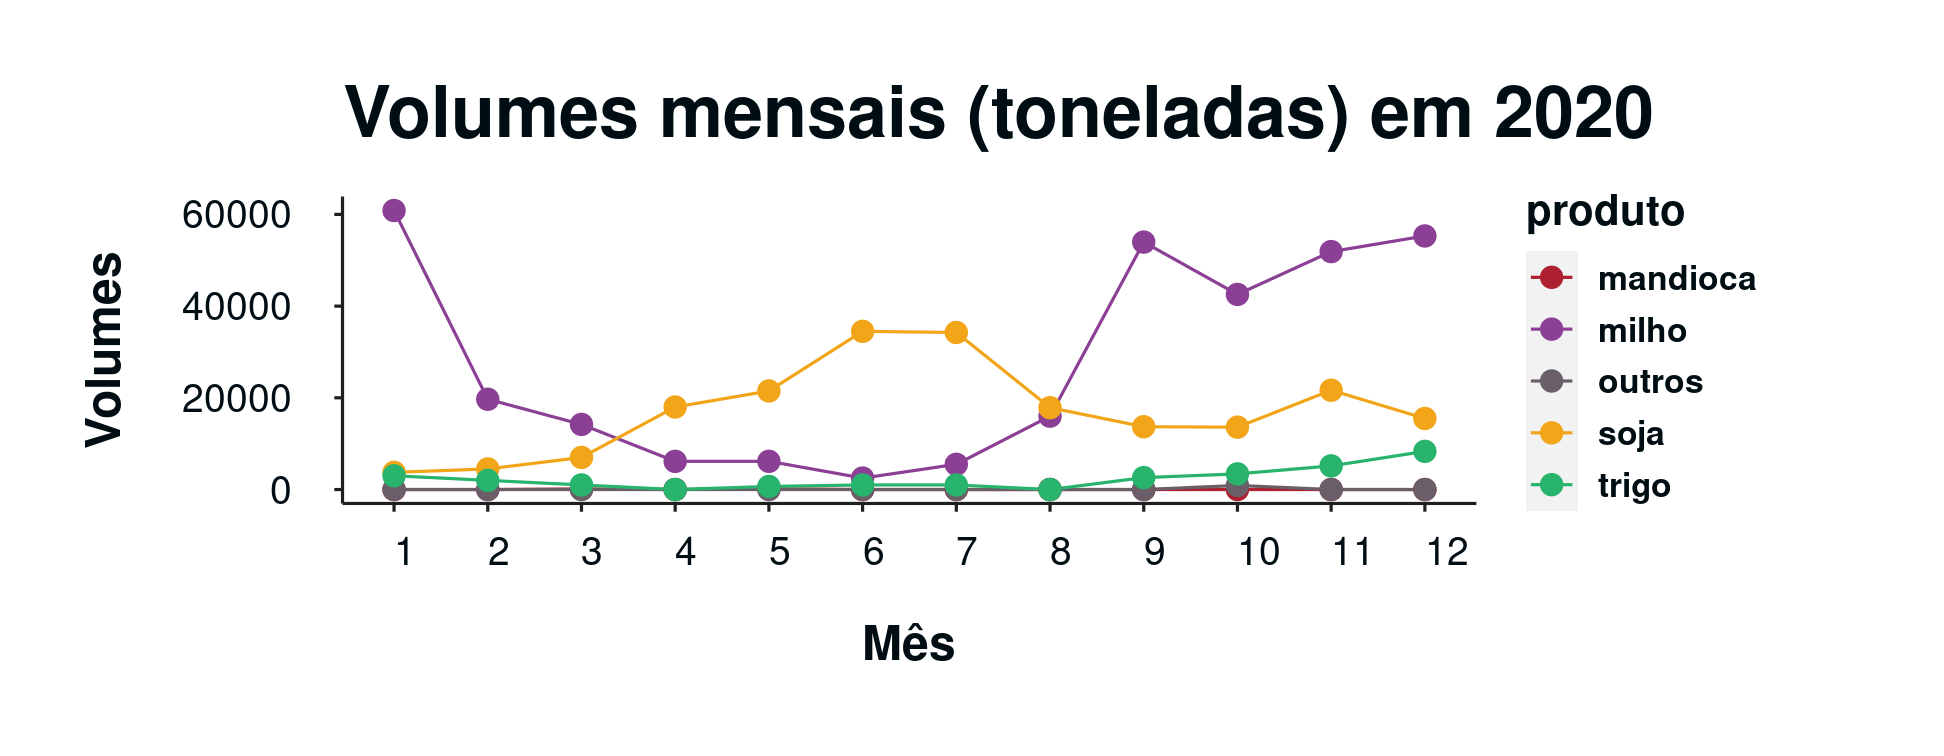 Volumes mensais (toneladas) em 2020
Volumes
60000
40000
20000
0
1 2 3 4 5 6 7 8 9 10 11 12
Mês
produto
mandioca
milho
outros
soja
trigo